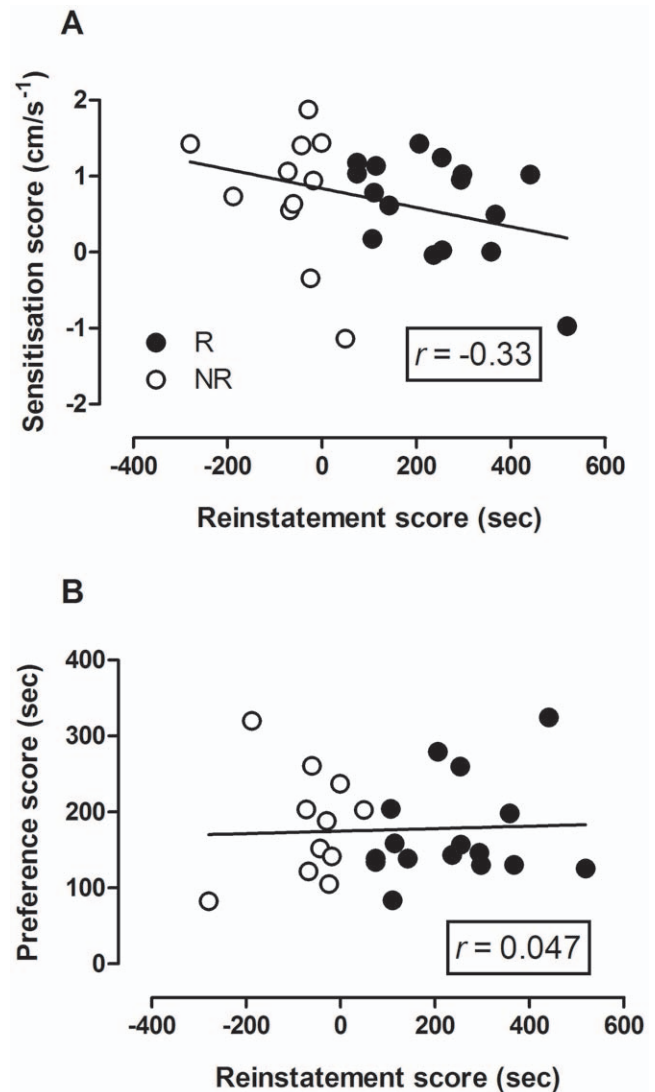 A
Sensitisation score (cm/s⁻¹)
2
1
0
-1
-2
R
NR
r = -0.33
-400 -200 0 200 400 600
Reinstatement score (sec)
B
Preference score (sec)
400
300
200
100
0
r = 0.047
-400 -200 0 200 400 600
Reinstatement score (sec)